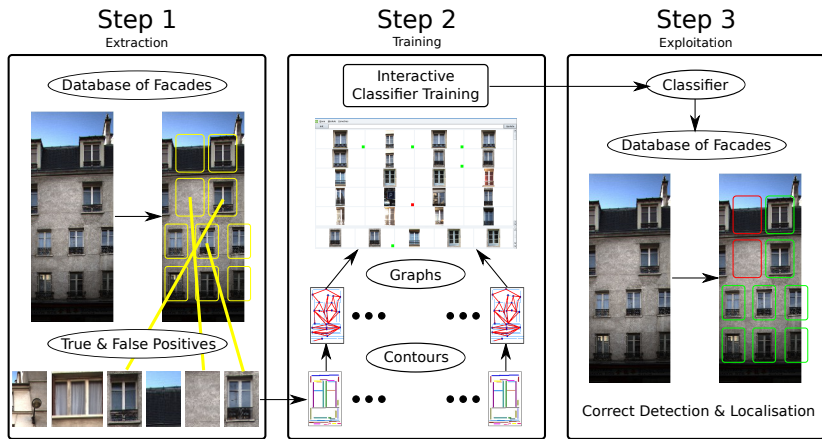 Step 1
Extraction
Database of Facades
True & False Positives
Step 2
Training
Interactive
Classifier Training
Graphs
Contours
Step 3
Exploitation
Classifier
Database of Facades
Correct Detection & Localisation